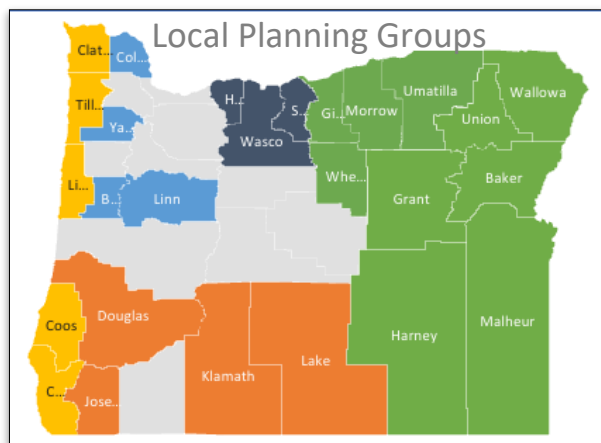 Local Planning Groups
Clat...
Col...
Till...
Ya...
Li...
B...
Linn
H...
S...
Wasco
Gi...
Morrow
Umatilla
Wallowa
Union
Whe...
Grant
Baker
Coos
Douglas
C...
Jose...
Klamath
Lake
Harney
Malheur